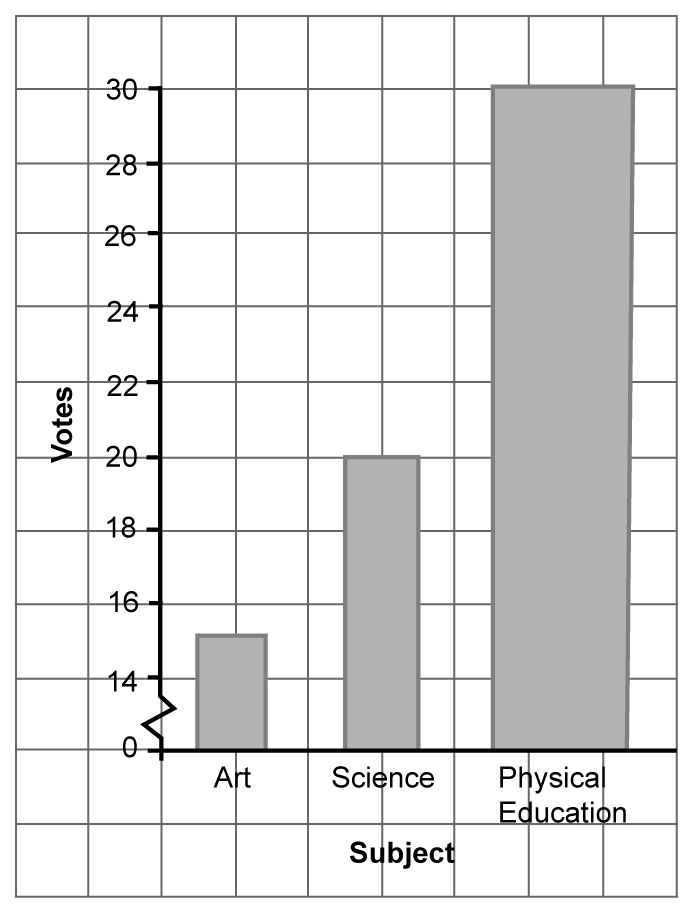 30
28
26
24
22
20
18
16
14
0
Votes
Art
Science
Physical
Education
Subject